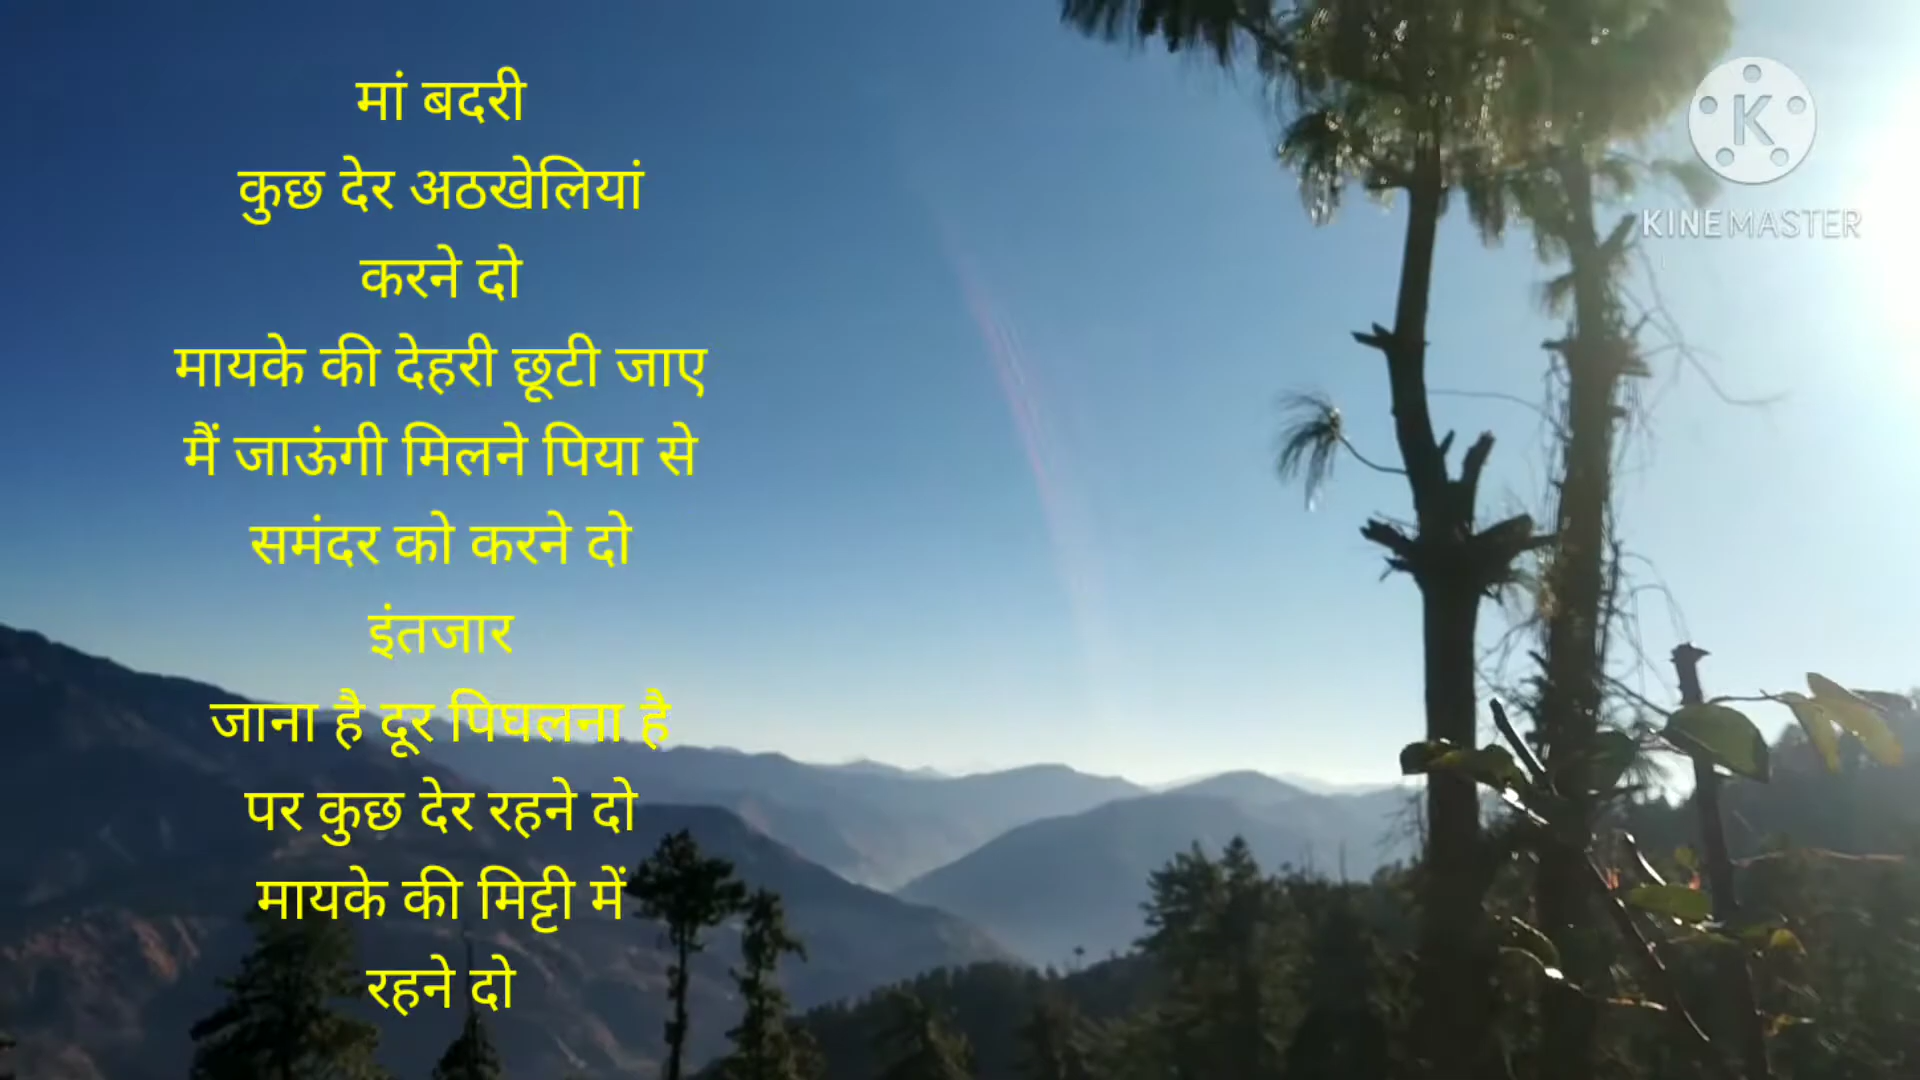 मां बदरी
कुछ देर अठखेलियां
करने दो
मायके की देहरी छूटी जाए
मैं जाऊंगी मिलने पिया से
समंदर को करने दो
इंतजार
जाना है दूर पिघलना है
पर कुछ देर रहने दो
मायके की मिट्टी में
रहने दो
K
KINEMASTER